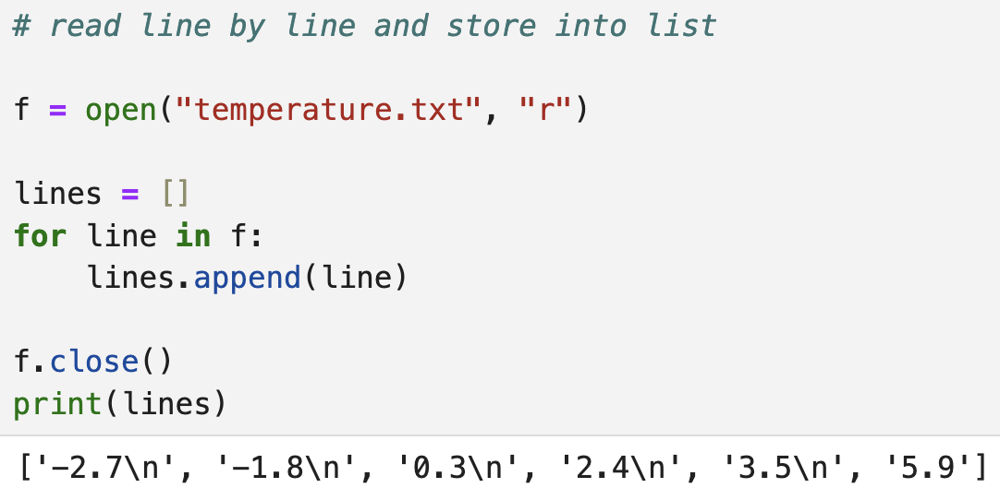 # read line by line and store into list
f = open("temperature.txt", "r")
lines = []
for line in f:
    lines.append(line)
f.close()
print(lines)
['-2.7\n', '-1.8\n', '0.3\n', '2.4\n', '3.5\n', '5.9']